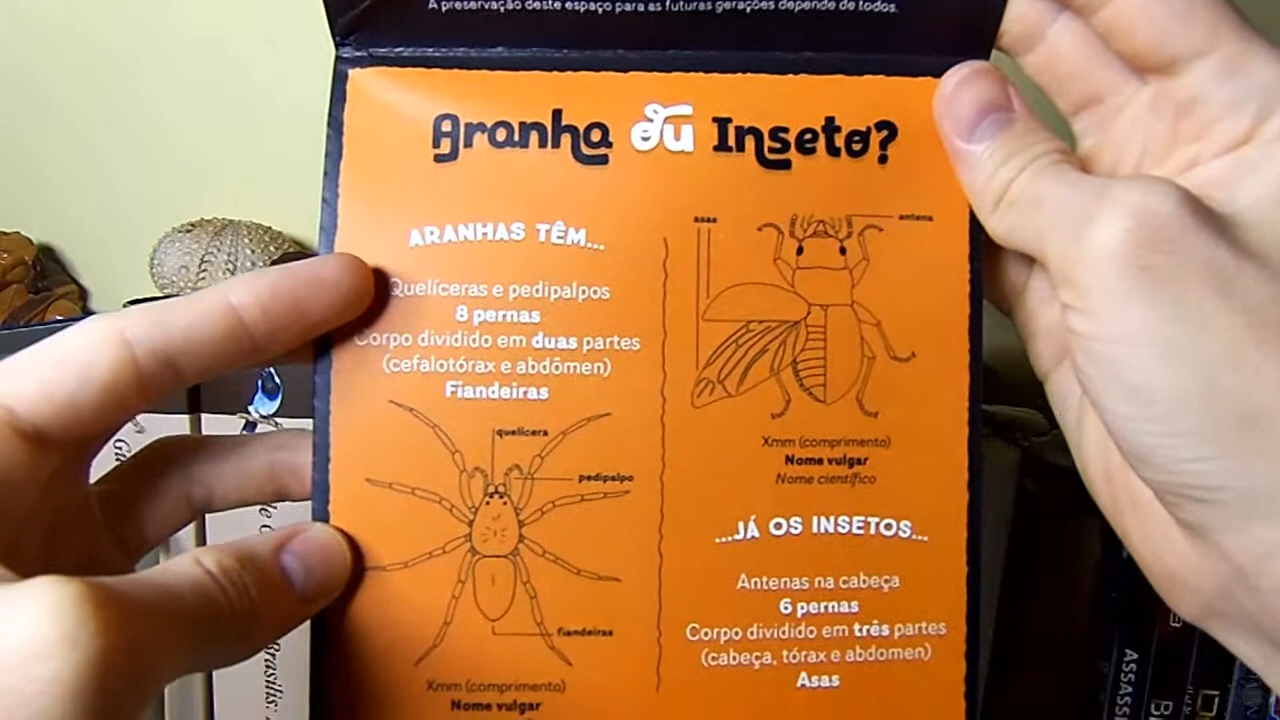 A preservação deste espaço para as futuras gerações depende de todos.
Aranha ou Inseto?
ARANHAS TÊM...
Quelíceras e pedipalpos
8 pernas
Corpo dividido em duas partes
(cefalotórax e abdômen)
Fiandeiras
quelícera
pedipalpo
fiandeiras
Xmm (comprimento)
Nome vulgar
asas
antena
Xmm (comprimento)
Nome vulgar
Nome científico
...JÁ OS INSETOS...
Antenas na cabeça
6 pernas
Corpo dividido em três partes
(cabeça, tórax e abdomen)
Asas
Brasilis:
ASSASS